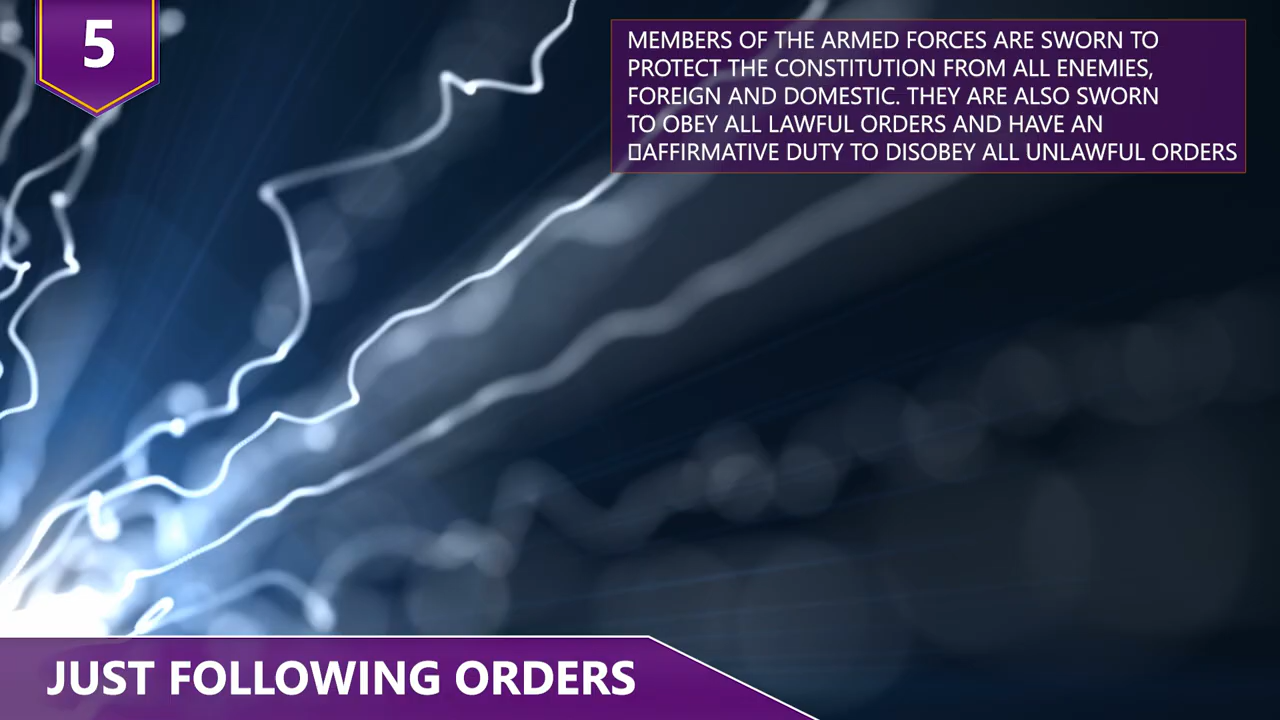 5
MEMBERS OF THE ARMED FORCES ARE SWORN TO
PROTECT THE CONSTITUTION FROM ALL ENEMIES,
FOREIGN AND DOMESTIC. THEY ARE ALSO SWORN
TO OBEY ALL LAWFUL ORDERS AND HAVE AN
▯AFFIRMATIVE DUTY TO DISOBEY ALL UNLAWFUL ORDERS
JUST FOLLOWING ORDERS